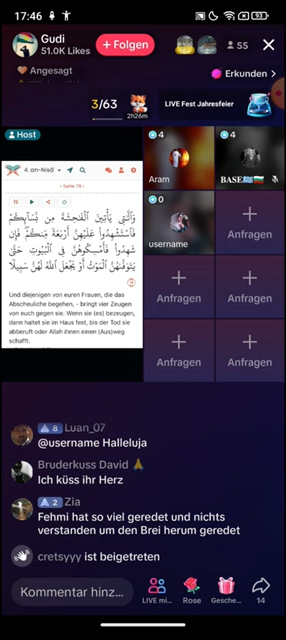 17:46
93
Gudi
51.0K Likes
+ Folgen
55
Angesagt
Erkunden >
3/63
2h26m
LIVE Fest Jahresfeier
Host
4. an-Nisāʾ
- Seite 79 -
15
وَٱلَّٰتِى يَأْتِينَ ٱلْفَٰحِشَةَ مِن نِّسَآئِكُمْ
فَٱسْتَشْهِدُوا۟ عَلَيْهِنَّ أَرْبَعَةً مِّنكُمْ ۖ فَإِن
شَهِدُوا۟ فَأَمْسِكُوهُنَّ فِى ٱلْبُيُوتِ حَتَّىٰ
يَتَوَفَّىٰهُنَّ ٱلْمَوْتُ أَوْ يَجْعَلَ ٱللَّهُ لَهُنَّ سَبِيلًا
Und diejenigen von euren Frauen, die das
Abscheuliche begehen, - bringt vier Zeugen
von euch gegen sie. Wenn sie (es) bezeugen,
dann haltet sie im Haus fest, bis der Tod sie
abberuft oder Allah ihnen einen (Aus)weg
schafft.
4
Aram
4
BASE
0
username
Anfragen
Anfragen
Anfragen
Anfragen
Anfragen
Anfragen
8 Luan_07
@username Halleluja
Bruderkuss David
Ich küss ihr Herz
2 Zia
Fehmi hat so viel geredet und nichts
verstanden um den Brei herum geredet
cretsyyy ist beigetreten
Kommentar hinz...
LIVE mi...
Rose
Gesche...
14